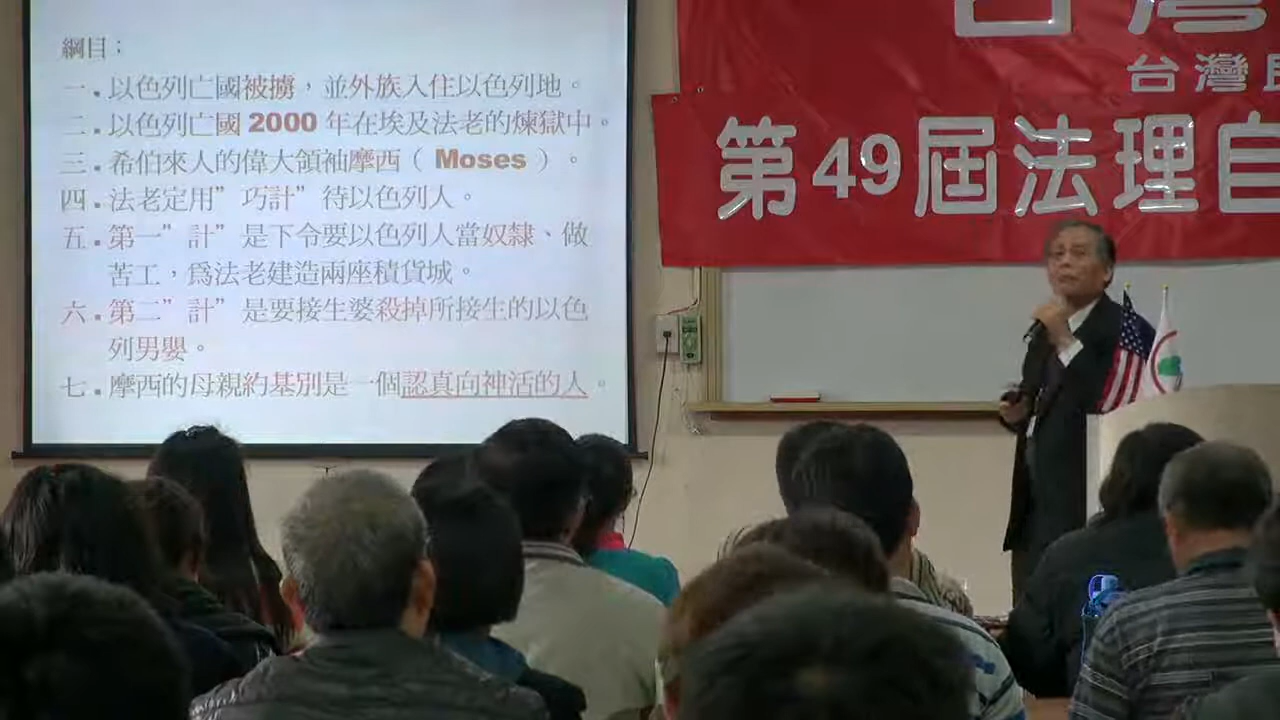 綱目：
一．以色列亡國被擄，並外族入住以色列地。
二．以色列亡國 2000 年在埃及法老的煉獄中。
三．希伯來人的偉大領袖摩西（ Moses ）。
四．法老定用”巧計”待以色列人。
五．第一”計”是下令要以色列人當奴隸、做
苦工，為法老建造兩座積貨城。
六．第二”計”是要接生婆殺掉所接生的以色
列男嬰。
七．摩西的母親約基別是一個認真向神活的人。
台灣
台灣民
第49屆法理自